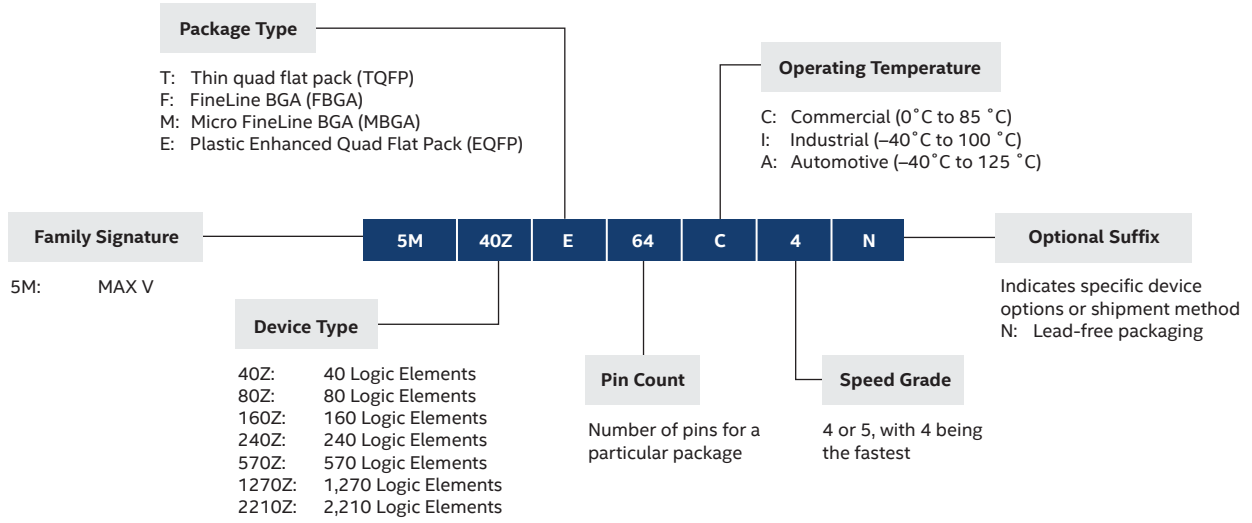 Package Type
T: Thin quad flat pack (TQFP)
F: FineLine BGA (FBGA)
M: Micro FineLine BGA (MBGA)
E: Plastic Enhanced Quad Flat Pack (EQFP)
Operating Temperature
C: Commercial (0˚C to 85 ˚C)
I: Industrial (–40˚C to 100 ˚C)
A: Automotive (–40˚C to 125 ˚C)
Family Signature
5M: MAX V
5M 40Z E 64 C 4 N
Optional Suffix
Indicates specific device
options or shipment method
N: Lead-free packaging
Device Type
40Z: 40 Logic Elements
80Z: 80 Logic Elements
160Z: 160 Logic Elements
240Z: 240 Logic Elements
570Z: 570 Logic Elements
1270Z: 1,270 Logic Elements
2210Z: 2,210 Logic Elements
Pin Count
Number of pins for a
particular package
Speed Grade
4 or 5, with 4 being
the fastest